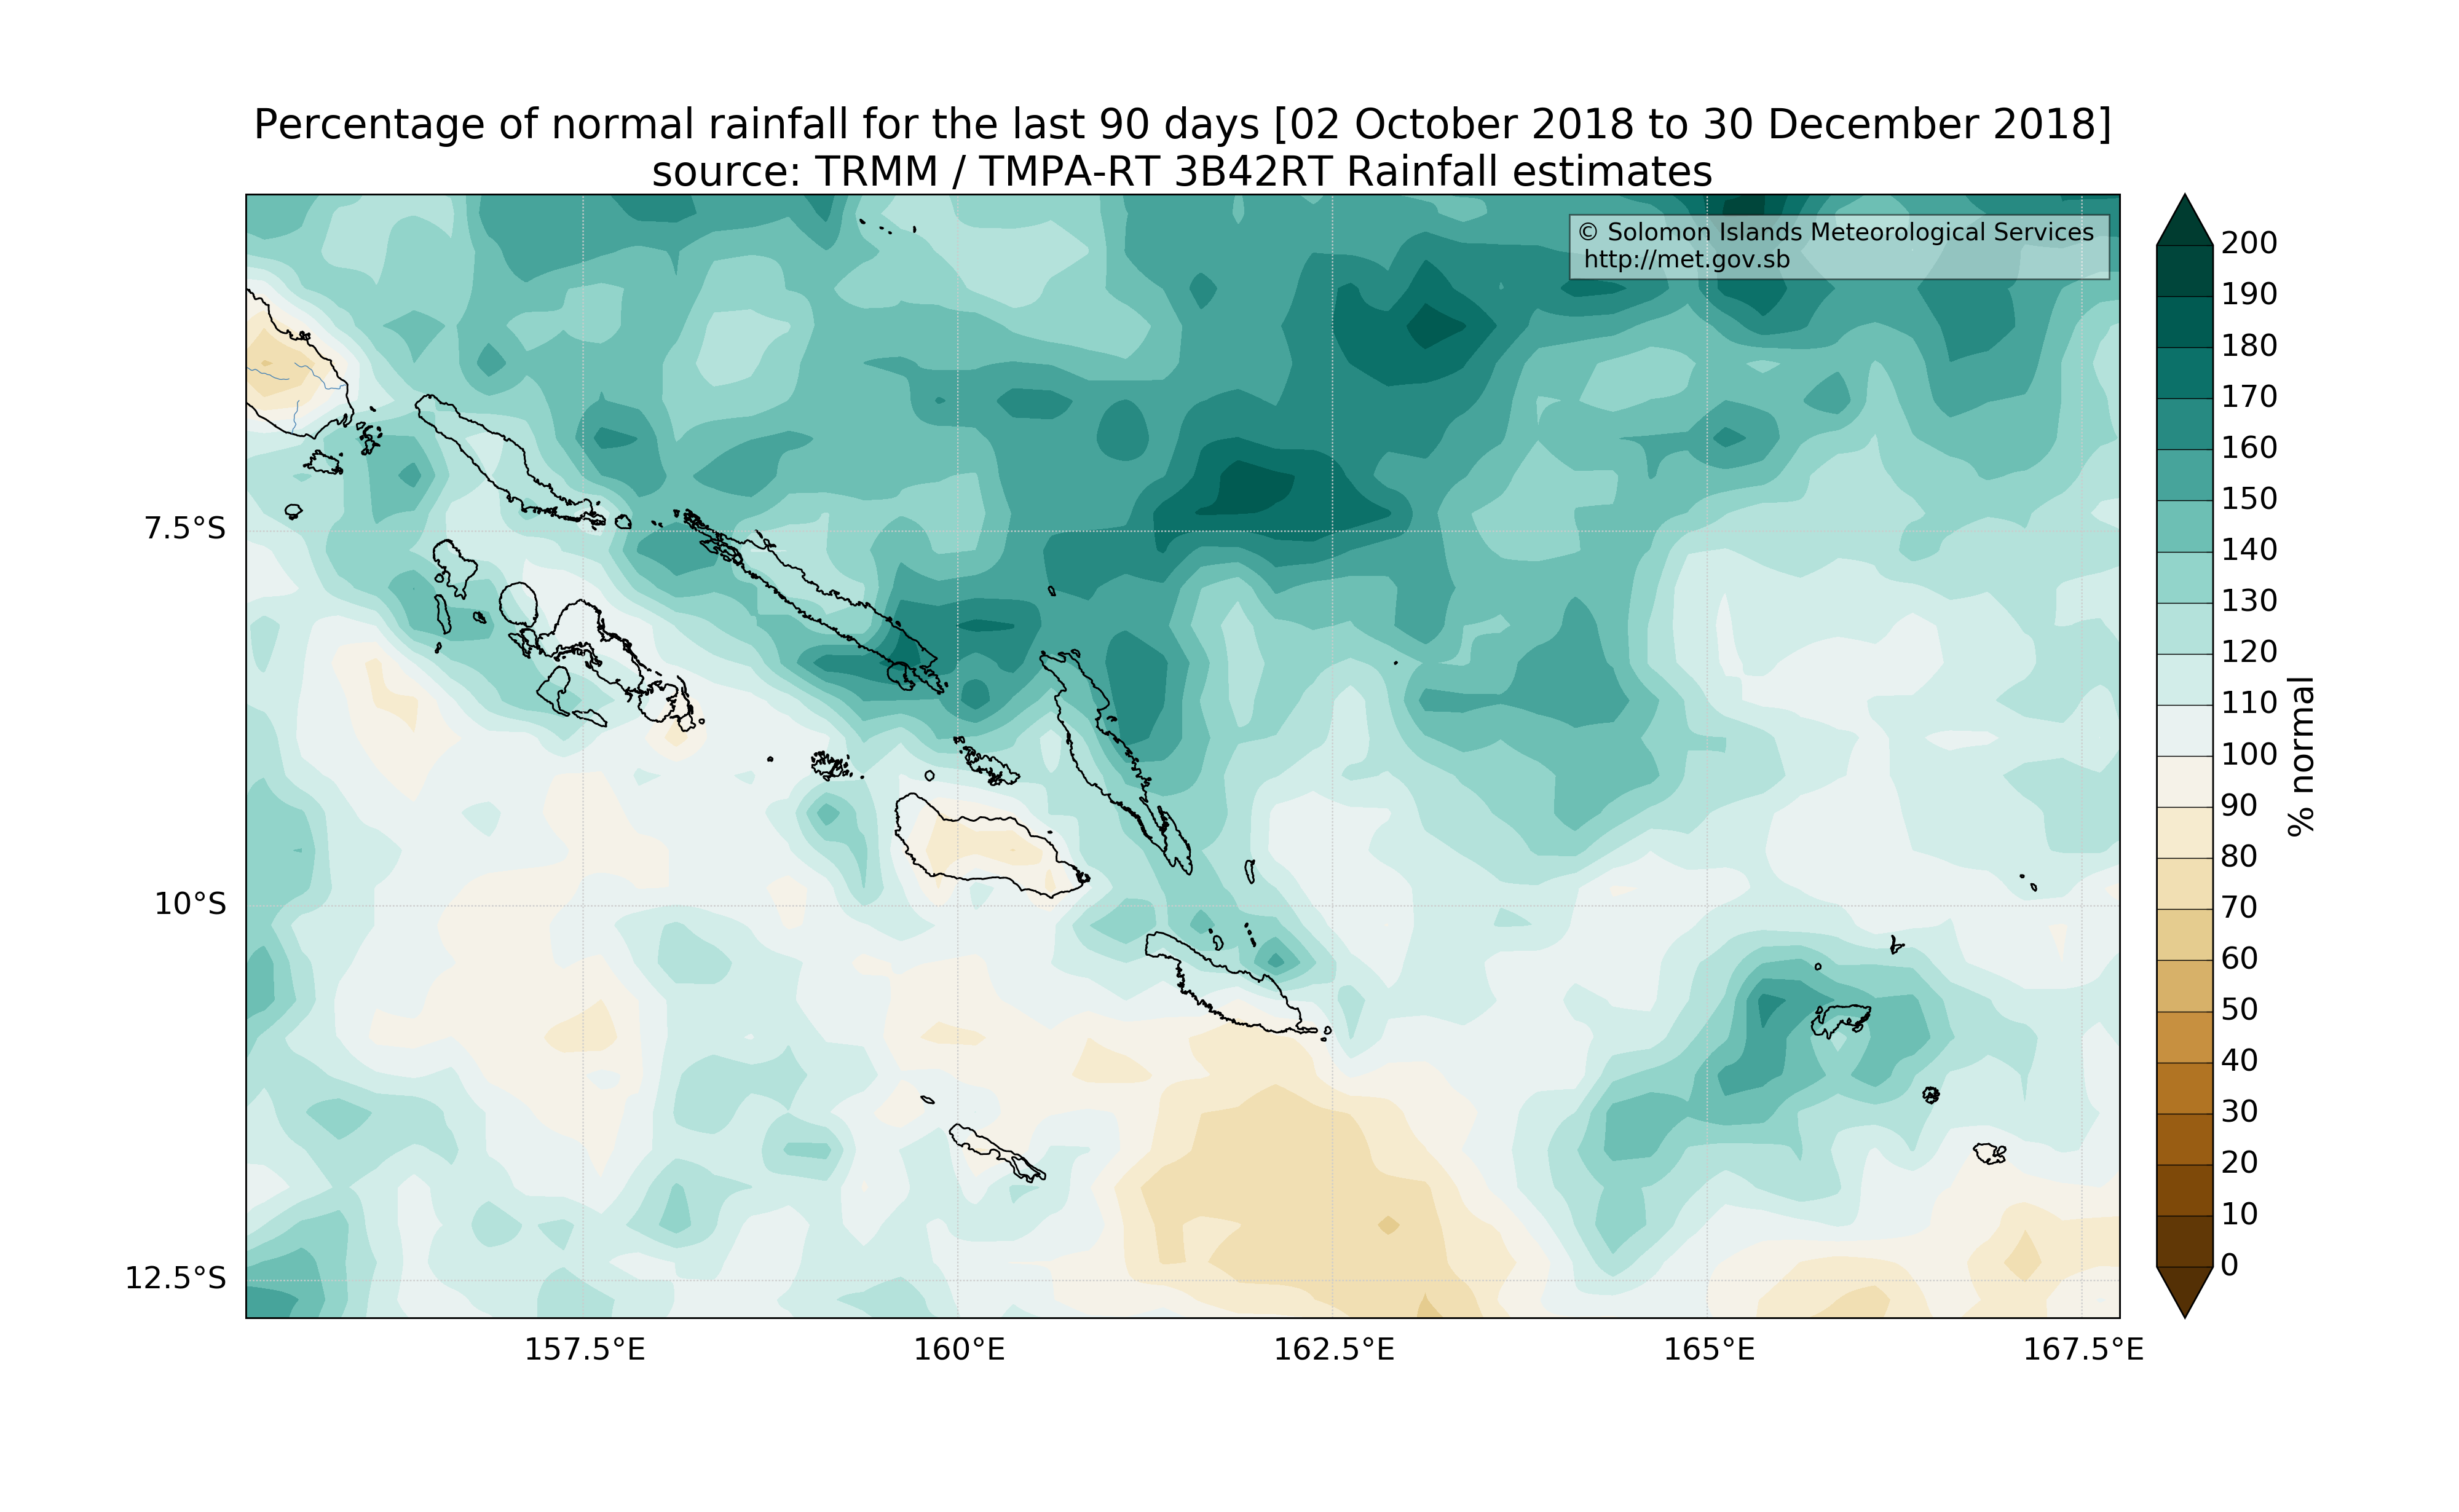 Percentage of normal rainfall for the last 90 days [02 October 2018 to 30 December 2018]
source: TRMM / TMPA-RT 3B42RT Rainfall estimates
© Solomon Islands Meteorological Services
http://met.gov.sb
7.5°S
10°S
12.5°S
157.5°E
160°E
162.5°E
165°E
167.5°E
200
190
180
170
160
150
140
130
120
110
100
90
80
70
60
50
40
30
20
10
0
% normal